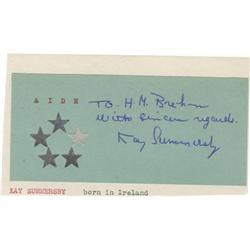 AIDE
To H.M. Brehm
With sincere regards.
Kay Summersby
KAY SUMMERSBY born in Ireland